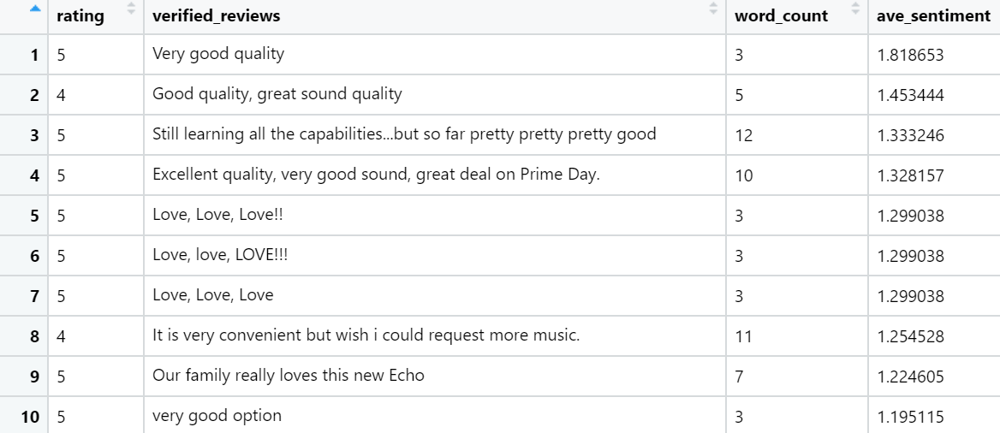 rating verified_reviews word_count ave_sentiment
1 5 Very good quality 3 1.818653
2 4 Good quality, great sound quality 5 1.453444
3 5 Still learning all the capabilities...but so far pretty pretty pretty good 12 1.333246
4 5 Excellent quality, very good sound, great deal on Prime Day. 10 1.328157
5 5 Love, Love, Love!! 3 1.299038
6 5 Love, love, LOVE!!! 3 1.299038
7 5 Love, Love, Love 3 1.299038
8 4 It is very convenient but wish i could request more music. 11 1.254528
9 5 Our family really loves this new Echo 7 1.224605
10 5 very good option 3 1.195115